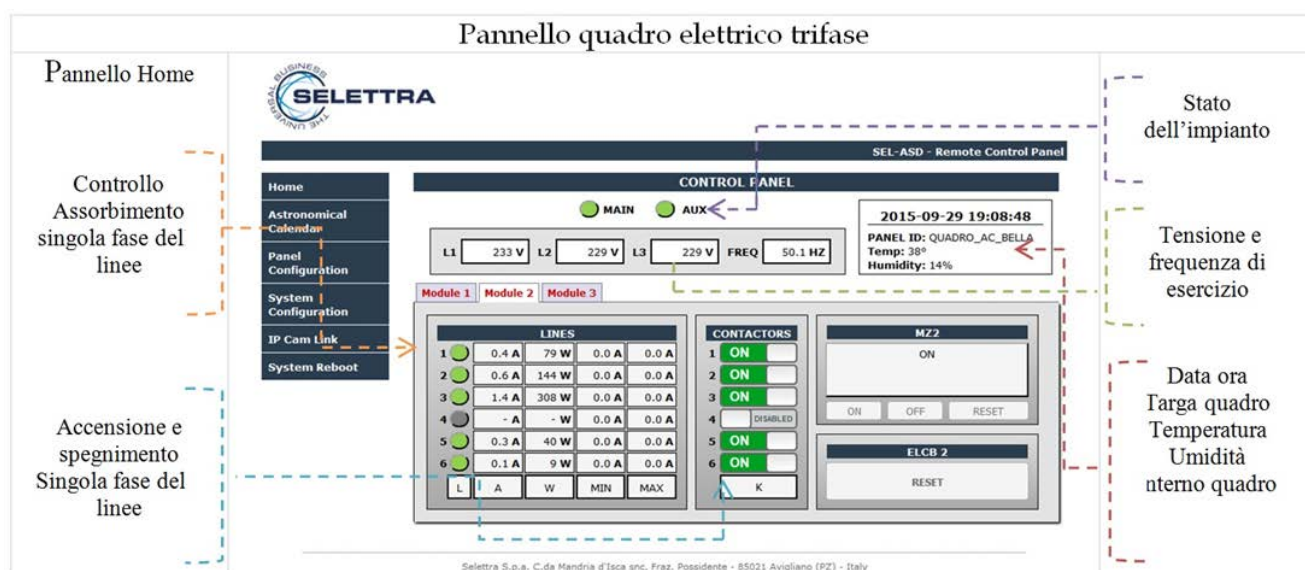 Pannello quadro elettrico trifase
Pannello Home
THE UNIVERSAL BUSINESS
SELETTRA
Stato
dell’impianto
SEL-ASD - Remote Control Panel
Controllo
Assorbimento
singola fase del
linee
Home
Astronomical
Calendar
Panel
Configuration
System
Configuration
IP Cam Link
System Reboot
CONTROL PANEL
MAIN AUX
2015-09-29 19:08:48
PANEL ID: QUADRO_AC_BELLA
Temp: 38°
Humidity: 14%
L1 233 V L2 229 V L3 229 V FREQ 50.1 HZ
Tensione e
frequenza di
esercizio
Module 1 Module 2 Module 3
LINES
1 0.4 A 79 W 0.0 A 0.0 A
2 0.6 A 144 W 0.0 A 0.0 A
3 1.4 A 308 W 0.0 A 0.0 A
4 - A - W 0.0 A 0.0 A
5 0.3 A 40 W 0.0 A 0.0 A
6 0.1 A 9 W 0.0 A 0.0 A
L A W MIN MAX
CONTACTORS
1 ON
2 ON
3 ON
4 DISABLED
5 ON
6 ON
K
MZ2
ON
ON OFF RESET
ELCB 2
RESET
Accensione e
spegnimento
Singola fase del
linee
Data ora
Targa quadro
Temperatura
Umidità
nterno quadro
Selettra S.p.a. C.da Mandria d'Isca snc, Fraz. Possidente - 85021 Avigliano (PZ) - Italy